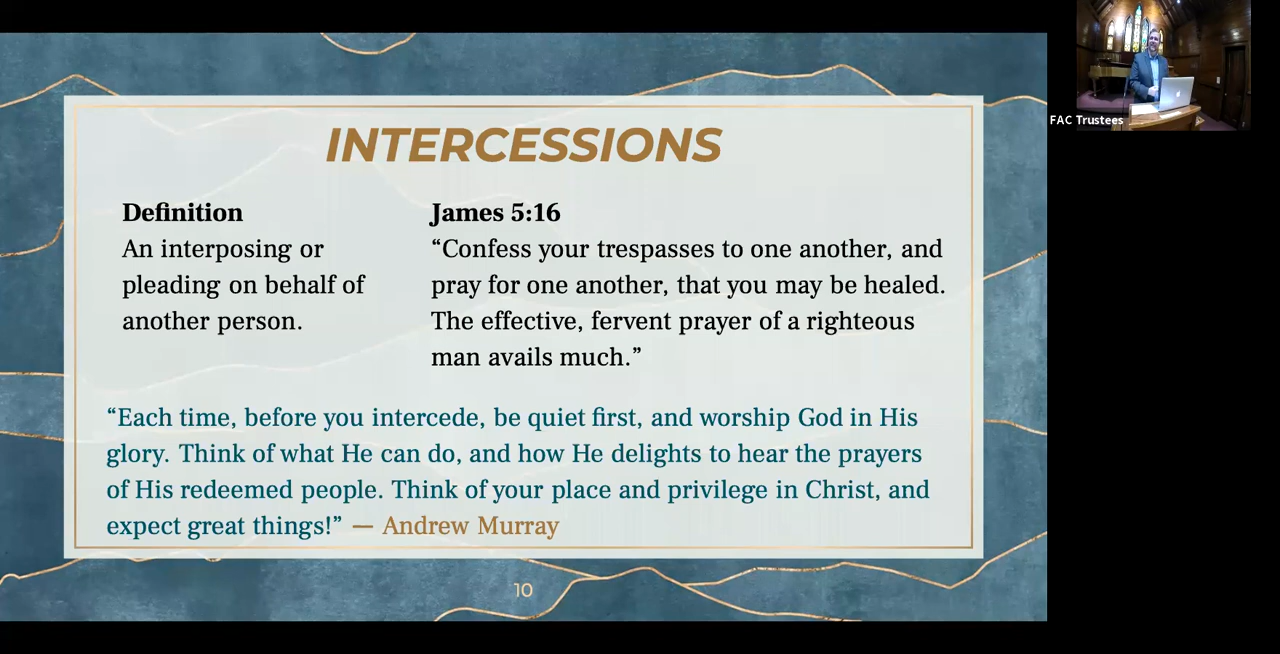 INTERCESSIONS
Definition
An interposing or
pleading on behalf of
another person.
James 5:16
“Confess your trespasses to one another, and
pray for one another, that you may be healed.
The effective, fervent prayer of a righteous
man avails much.”
“Each time, before you intercede, be quiet first, and worship God in His
glory. Think of what He can do, and how He delights to hear the prayers
of His redeemed people. Think of your place and privilege in Christ, and
expect great things!” — Andrew Murray
10
FAC Trustees